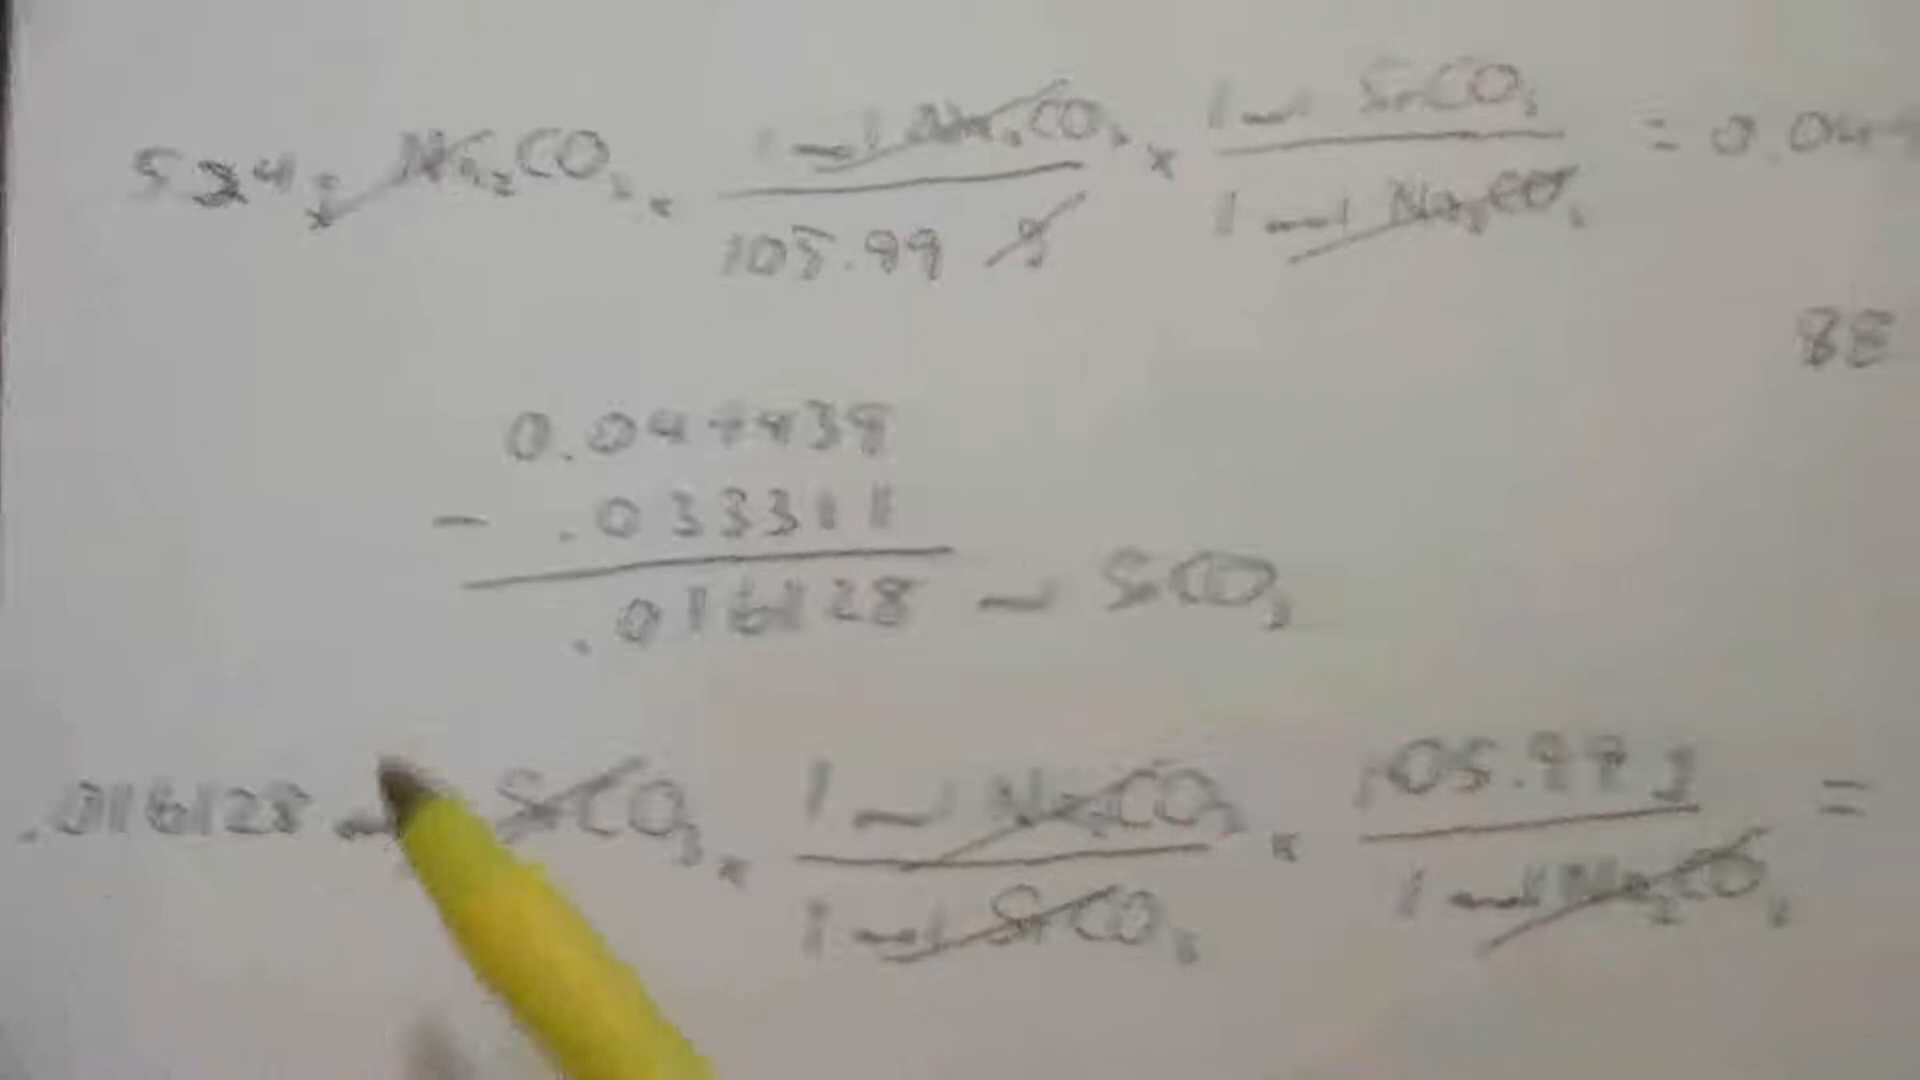 5.24g Na₂CO₃ × 1 mol Na₂CO₃ / 105.99 g × 1 mol SrCO₃ / 1 mol Na₂CO₃ = 0.04
88
0.049439
- .033311
.016128 mol SrCO₃
.016128 mol SrCO₃ × 1 mol Na₂CO₃ / 1 mol SrCO₃ × 105.99 g / 1 mol Na₂CO₃ =